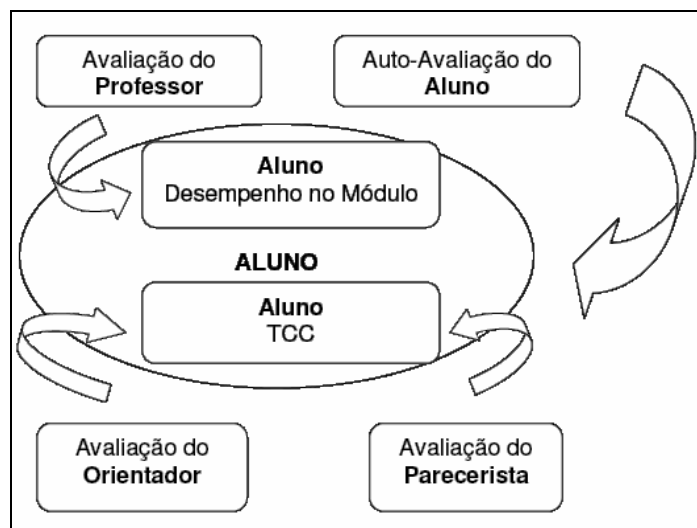 Avaliação do
Professor
Auto-Avaliação do
Aluno
Aluno
Desempenho no Módulo
ALUNO
Aluno
TCC
Avaliação do
Orientador
Avaliação do
Parecerista